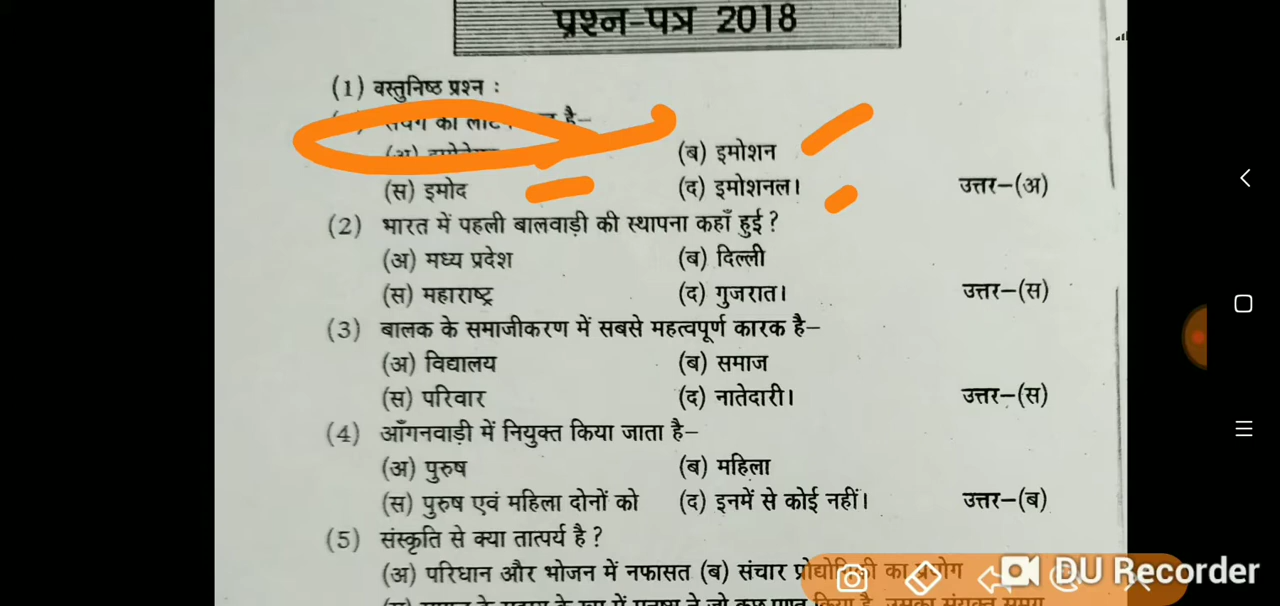 प्रश्न-पत्र 2018
(1) वस्तुनिष्ठ प्रश्न :
है–
(ब) इमोशन
(स) इमोद (द) इमोशनल। उत्तर–(अ)
(2) भारत में पहली बालवाड़ी की स्थापना कहाँ हुई ?
(अ) मध्य प्रदेश (ब) दिल्ली
(स) महाराष्ट्र (द) गुजरात। उत्तर–(स)
(3) बालक के समाजीकरण में सबसे महत्वपूर्ण कारक है–
(अ) विद्यालय (ब) समाज
(स) परिवार (द) नातेदारी। उत्तर–(स)
(4) आँगनवाड़ी में नियुक्त किया जाता है–
(अ) पुरुष (ब) महिला
(स) पुरुष एवं महिला दोनों को (द) इनमें से कोई नहीं। उत्तर–(ब)
(5) संस्कृति से क्या तात्पर्य है ?
(अ) परिधान और भोजन में नफासत (ब) संचार प्रोद्योगिकी का प्रयोग
DU Recorder